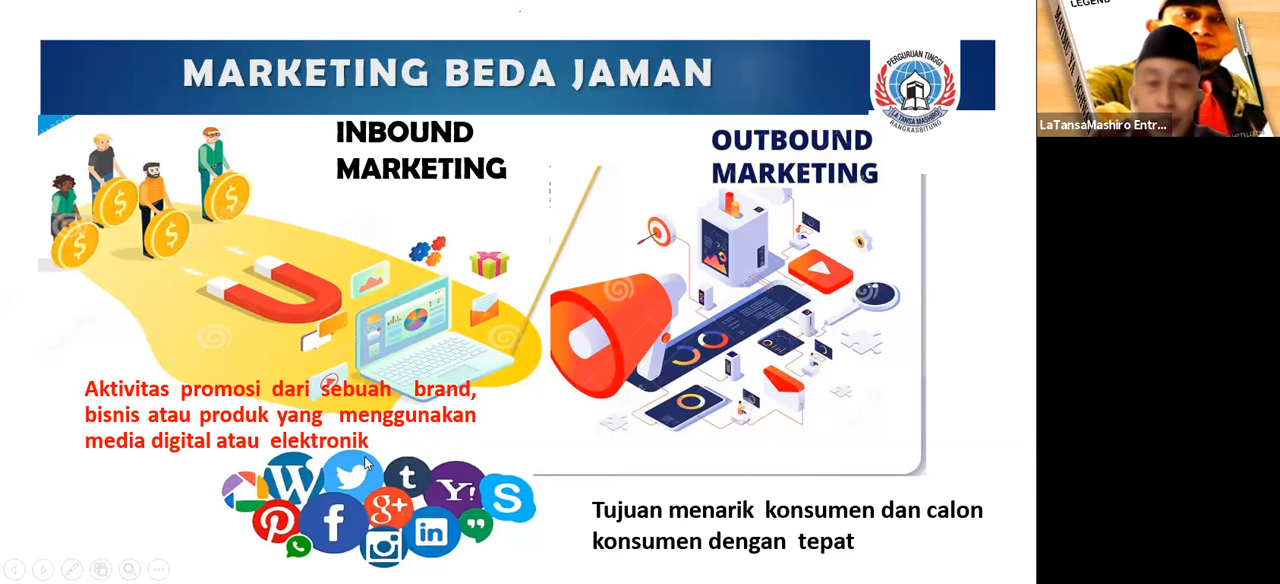 MARKETING BEDA JAMAN
PERGURUAN TINGGI
LA TANSA MASHIRO
RANGKASBITUNG
INBOUND
MARKETING
OUTBOUND
MARKETING
Aktivitas promosi dari sebuah brand,
bisnis atau produk yang menggunakan
media digital atau elektronik
Tujuan menarik konsumen dan calon
konsumen dengan tepat
LEGEND
LaTansaMashiro Entr...